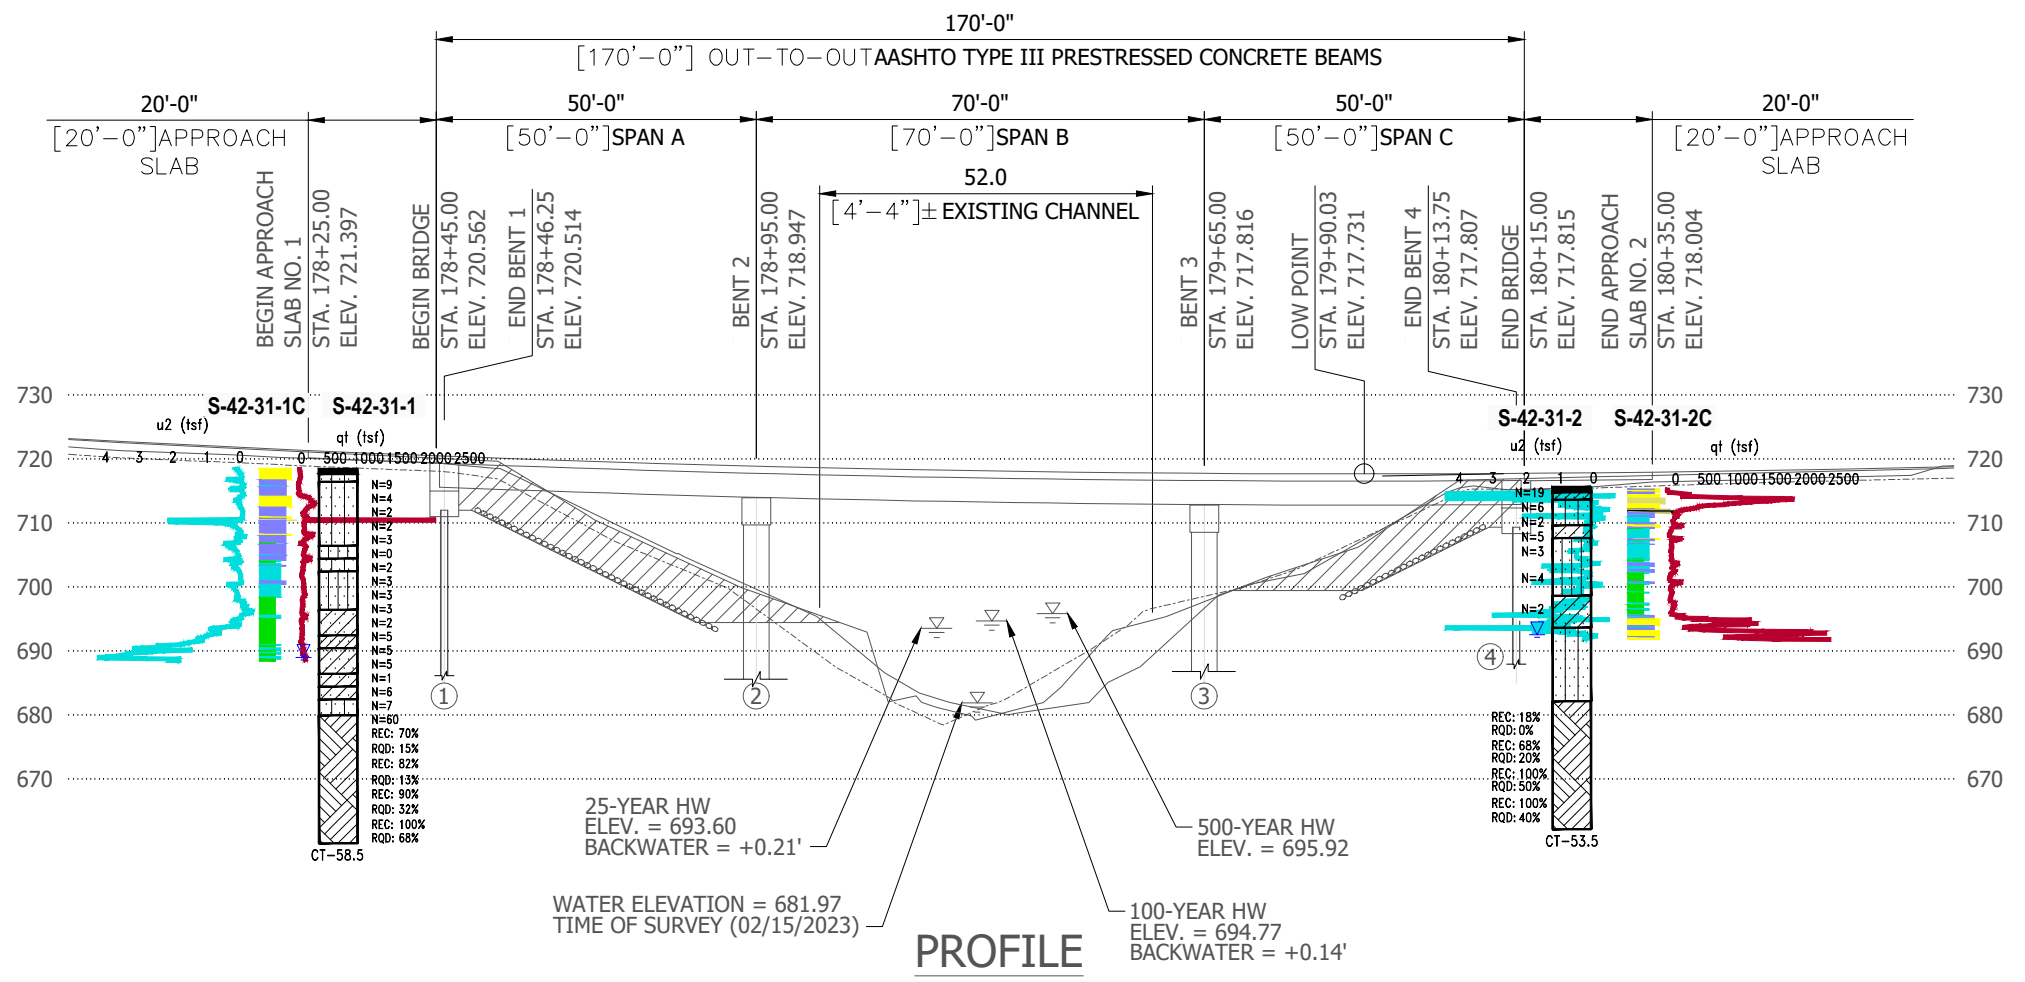 170'-0"
[170'-0"] OUT-TO-OUT AASHTO TYPE III PRESTRESSED CONCRETE BEAMS
20'-0"
[20'-0"]APPROACH
SLAB
50'-0"
[50'-0"]SPAN A
70'-0"
[70'-0"]SPAN B
50'-0"
[50'-0"]SPAN C
20'-0"
[20'-0"]APPROACH
SLAB
52.0
[4'-4"]± EXISTING CHANNEL
BEGIN APPROACH
SLAB NO. 1
STA. 178+25.00
ELEV. 721.397
BEGIN BRIDGE
STA. 178+45.00
ELEV. 720.562
END BENT 1
STA. 178+46.25
ELEV. 720.514
BENT 2
STA. 178+95.00
ELEV. 718.947
BENT 3
STA. 179+65.00
ELEV. 717.816
LOW POINT
STA. 179+90.03
ELEV. 717.731
END BENT 4
STA. 180+13.75
ELEV. 717.807
END BRIDGE
STA. 180+15.00
ELEV. 717.815
END APPROACH
SLAB NO. 2
STA. 180+35.00
ELEV. 718.004
730
720
710
700
690
680
670
730
720
710
700
690
680
670
S-42-31-1C
S-42-31-1
u2 (tsf)
qt (tsf)
4 3 2 1 0
0 500 1000 1500 2000 2500
N=9
N=4
N=2
N=2
N=3
N=0
N=2
N=3
N=3
N=2
N=5
N=5
N=5
N=1
N=6
N=7
N=60
REC: 70%
RQD: 15%
REC: 82%
RQD: 13%
REC: 90%
RQD: 32%
REC: 100%
RQD: 68%
CT-58.5
1
2
3
4
S-42-31-2
S-42-31-2C
u2 (tsf)
qt (tsf)
4 3 2 1 0
0 500 1000 1500 2000 2500
N=19
N=6
N=2
N=5
N=3
N=4
N=2
REC: 18%
RQD: 0%
REC: 68%
RQD: 20%
REC: 100%
RQD: 50%
REC: 100%
RQD: 40%
CT-53.5
25-YEAR HW
ELEV. = 693.60
BACKWATER = +0.21'
WATER ELEVATION = 681.97
TIME OF SURVEY (02/15/2023)
500-YEAR HW
ELEV. = 695.92
100-YEAR HW
ELEV. = 694.77
BACKWATER = +0.14'
PROFILE